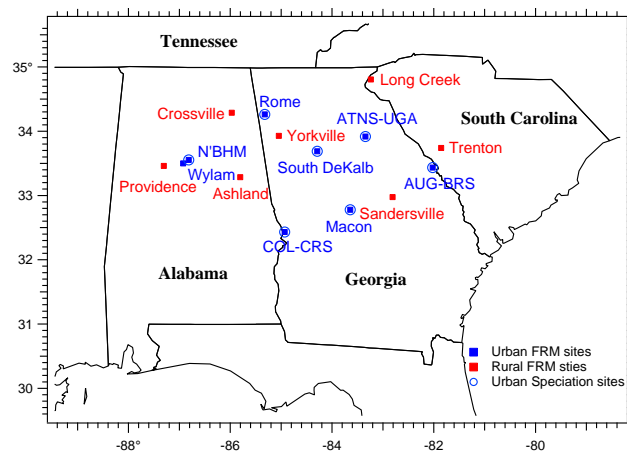 Tennessee
35°
Long Creek
Crossville
Rome
ATNS-UGA
South Carolina
34
Yorkville
Trenton
N'BHM
South DeKalb
Wylam
Providence
Ashland
AUG-BRS
33
Sandersville
Macon
COL-CRS
32
Alabama
Georgia
31
Urban FRM sites
Rural FRM sties
Urban Speciation sites
30
-88°
-86
-84
-82
-80